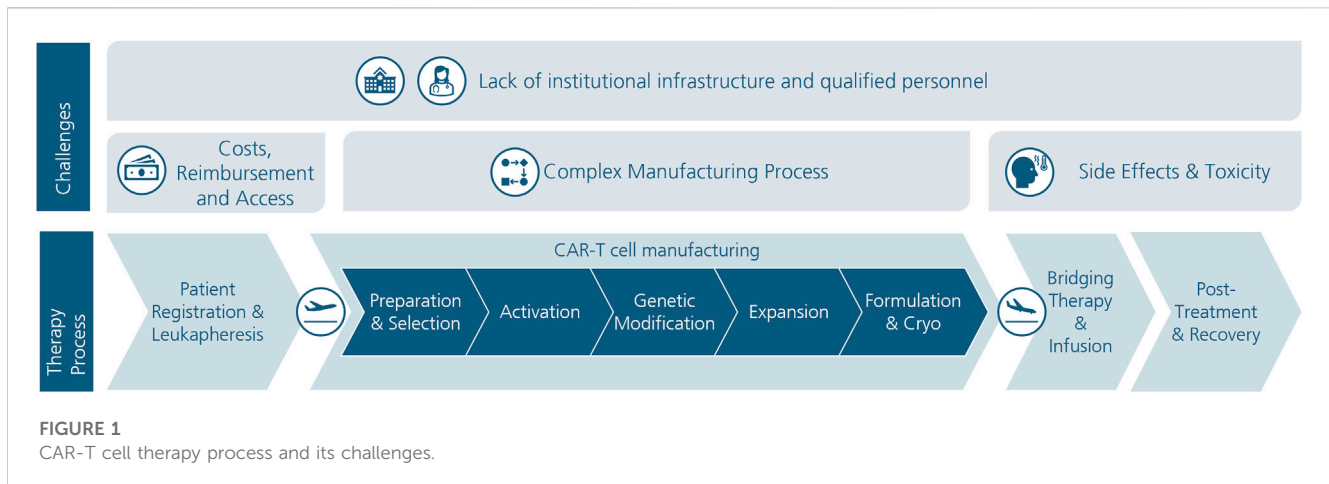 Challenges
Lack of institutional infrastructure and qualified personnel
Costs,
Reimbursement
and Access
Complex Manufacturing Process
Side Effects & Toxicity
Therapy
Process
Patient
Registration &
Leukapheresis
CAR-T cell manufacturing
Preparation
& Selection
Activation
Genetic
Modification
Expansion
Formulation
& Cryo
Bridging
Therapy
&
Infusion
Post-
Treatment
& Recovery
FIGURE 1
CAR-T cell therapy process and its challenges.